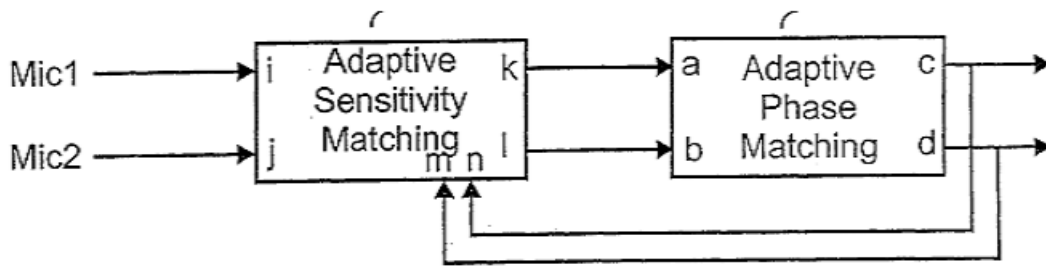 Mic1
Mic2
i
j
Adaptive
Sensitivity
Matching
k
l
m n
a
b
Adaptive
Phase
Matching
c
d